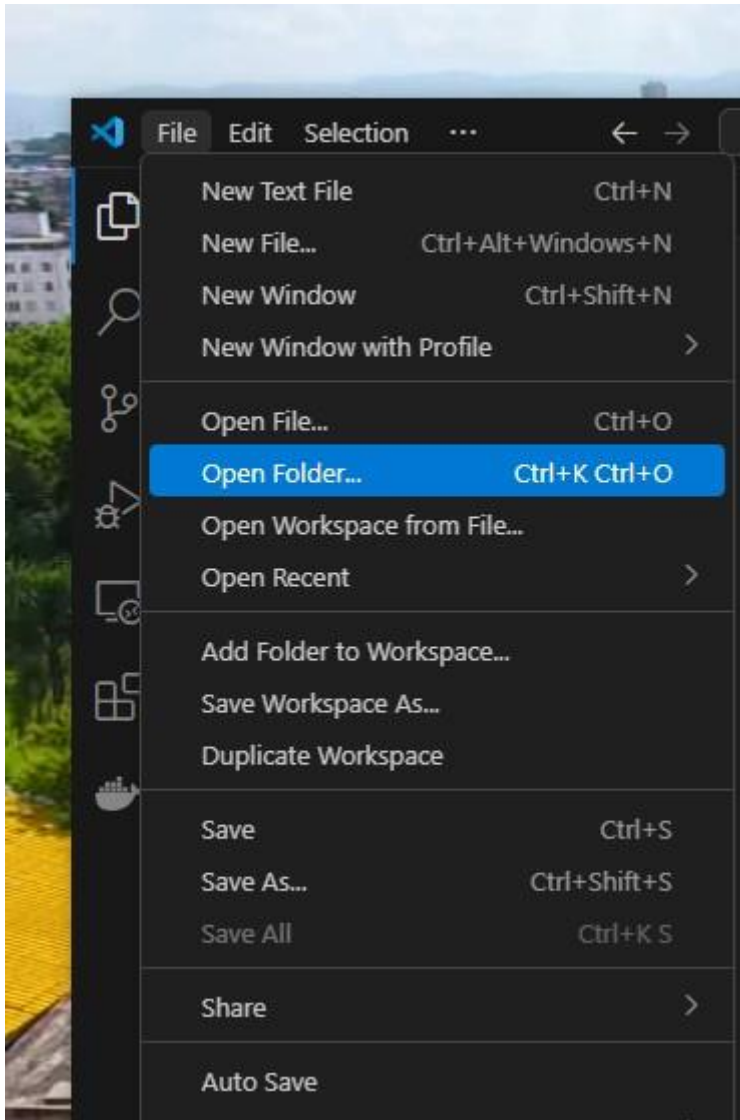 File Edit Selection ···
New Text File Ctrl+N
New File... Ctrl+Alt+Windows+N
New Window Ctrl+Shift+N
New Window with Profile
Open File... Ctrl+O
Open Folder... Ctrl+K Ctrl+O
Open Workspace from File...
Open Recent
Add Folder to Workspace...
Save Workspace As...
Duplicate Workspace
Save Ctrl+S
Save As... Ctrl+Shift+S
Save All Ctrl+K S
Share
Auto Save